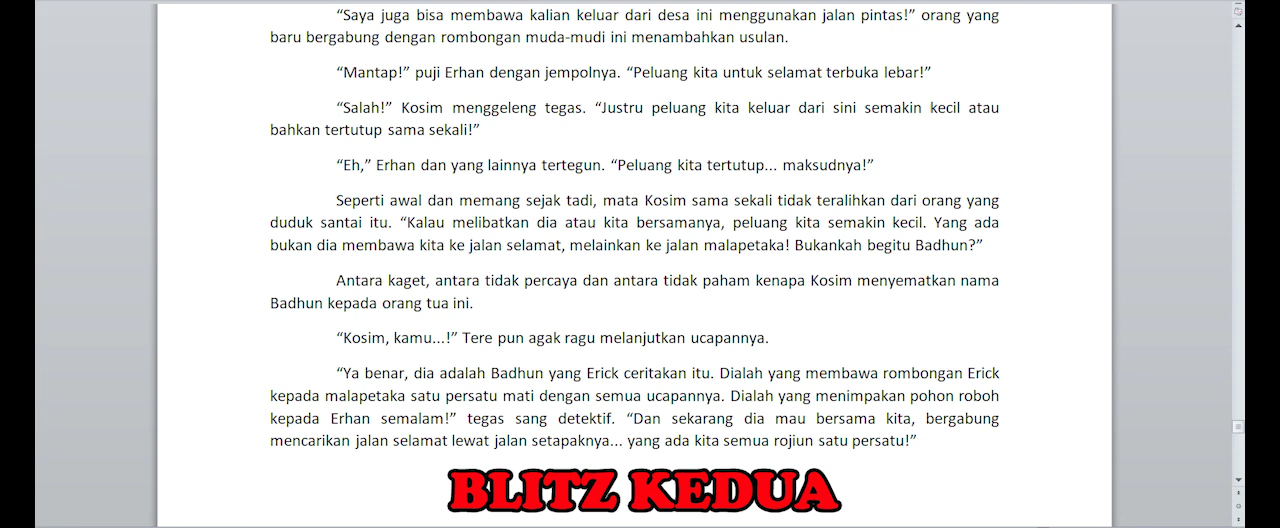 “Saya juga bisa membawa kalian keluar dari desa ini menggunakan jalan pintas!” orang yang
baru bergabung dengan rombongan muda-mudi ini menambahkan usulan.
“Mantap!” puji Erhan dengan jempolnya. “Peluang kita untuk selamat terbuka lebar!”
“Salah!” Kosim menggeleng tegas. “Justru peluang kita keluar dari sini semakin kecil atau
bahkan tertutup sama sekali!”
“Eh,” Erhan dan yang lainnya tertegun. “Peluang kita tertutup... maksudnya!”
Seperti awal dan memang sejak tadi, mata Kosim sama sekali tidak teralihkan dari orang yang
duduk santai itu. “Kalau melibatkan dia atau kita bersamanya, peluang kita semakin kecil. Yang ada
bukan dia membawa kita ke jalan selamat, melainkan ke jalan malapetaka! Bukankah begitu Badhun?”
Antara kaget, antara tidak percaya dan antara tidak paham kenapa Kosim menyematkan nama
Badhun kepada orang tua ini.
“Kosim, kamu...!” Tere pun agak ragu melanjutkan ucapannya.
“Ya benar, dia adalah Badhun yang Erick ceritakan itu. Dialah yang membawa rombongan Erick
kepada malapetaka satu persatu mati dengan semua ucapannya. Dialah yang menimpakan pohon roboh
kepada Erhan semalam!” tegas sang detektif. “Dan sekarang dia mau bersama kita, bergabung
mencarikan jalan selamat lewat jalan setapaknya... yang ada kita semua rojiun satu persatu!”
BLITZ KEDUA